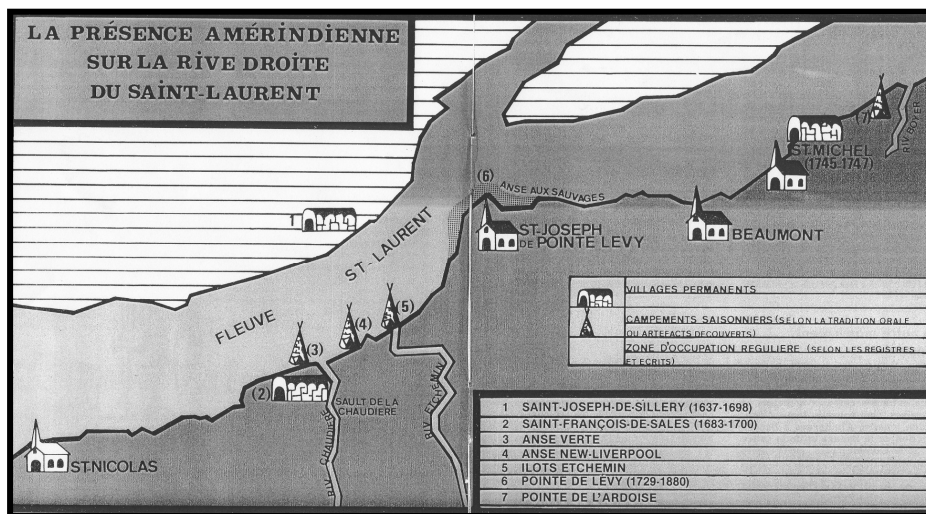 LA PRÉSENCE AMÉRINDIENNE
SUR LA RIVE DROITE
DU SAINT-LAURENT
(7)
RIV. BOYER
ST-MICHEL
(1745-1747)
(6)
ANSE AUX SAUVAGES
1
ST-LAURENT
ST-JOSEPH
DE POINTE LEVY
BEAUMONT
FLEUVE
(5)
(4)
(3)
(2)
SAULT DE LA
CHAUDIERE
RIV. CHAUDIÈRE
RIV. ETCHEMIN
ST-NICOLAS
VILLAGES PERMANENTS
CAMPEMENTS SAISONNIERS (SELON LA TRADITION ORALE
OU ARTEFACTS DECOUVERTS)
ZONE D'OCCUPATION REGULIERE (SELON LES REGISTRES
ET ECRITS)
1 SAINT-JOSEPH-DE-SILLERY (1637-1698)
2 SAINT-FRANÇOIS-DE-SALES (1683-1700)
3 ANSE VERTE
4 ANSE NEW-LIVERPOOL
5 ILOTS ETCHEMIN
6 POINTE DE LÉVY (1729-1880)
7 POINTE DE L'ARDOISE